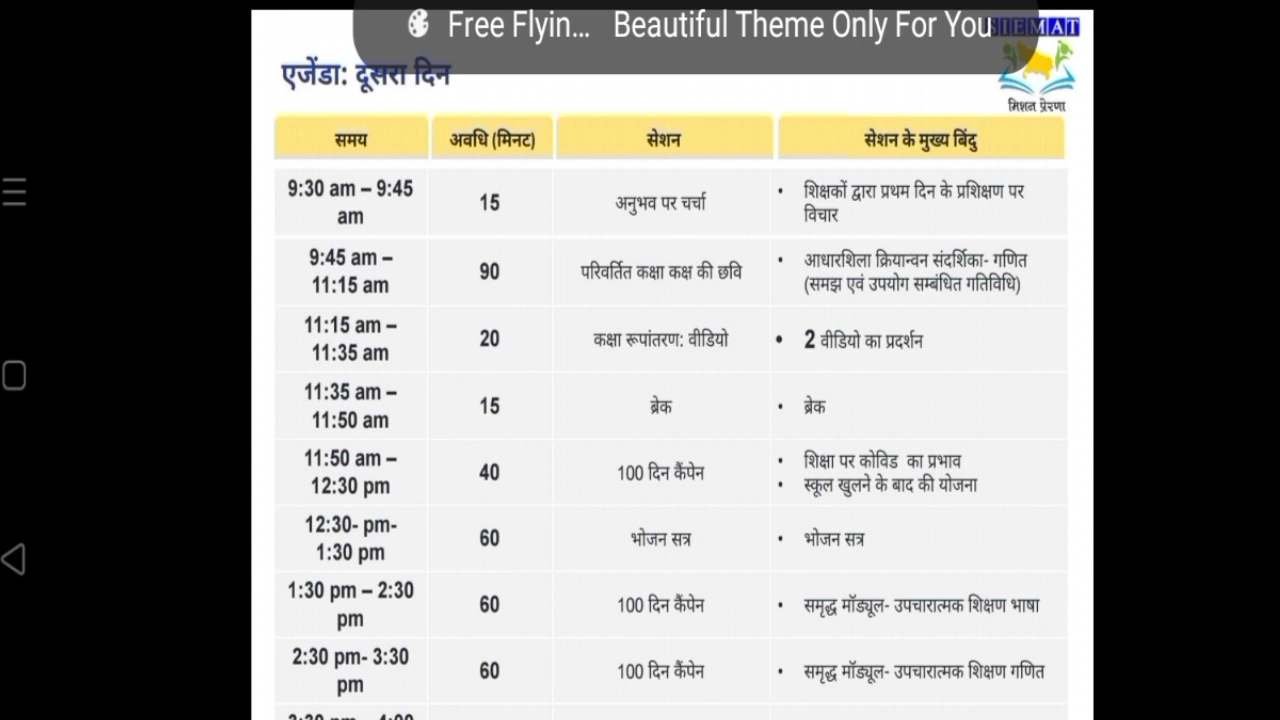 Free Flyin... Beautiful Theme Only For You
SIEMAT
एजेंडा: दूसरा दिन
मिशन प्रेरणा
समय अवधि (मिनट) सेशन सेशन के मुख्य बिंदु
9:30 am – 9:45
am
15
अनुभव पर चर्चा
• शिक्षकों द्वारा प्रथम दिन के प्रशिक्षण पर
विचार
9:45 am –
11:15 am
90
परिवर्तित कक्षा कक्ष की छवि
• आधारशिला क्रियान्वन संदर्शिका- गणित
(समझ एवं उपयोग सम्बंधित गतिविधि)
11:15 am –
11:35 am
20
कक्षा रूपांतरण: वीडियो
• 2 वीडियो का प्रदर्शन
11:35 am –
11:50 am
15
ब्रेक
• ब्रेक
11:50 am –
12:30 pm
40
100 दिन कैंपेन
• शिक्षा पर कोविड का प्रभाव
• स्कूल खुलने के बाद की योजना
12:30- pm-
1:30 pm
60
भोजन सत्र
• भोजन सत्र
1:30 pm – 2:30
pm
60
100 दिन कैंपेन
• समृद्ध मॉड्यूल- उपचारात्मक शिक्षण भाषा
2:30 pm- 3:30
pm
60
100 दिन कैंपेन
• समृद्ध मॉड्यूल- उपचारात्मक शिक्षण गणित